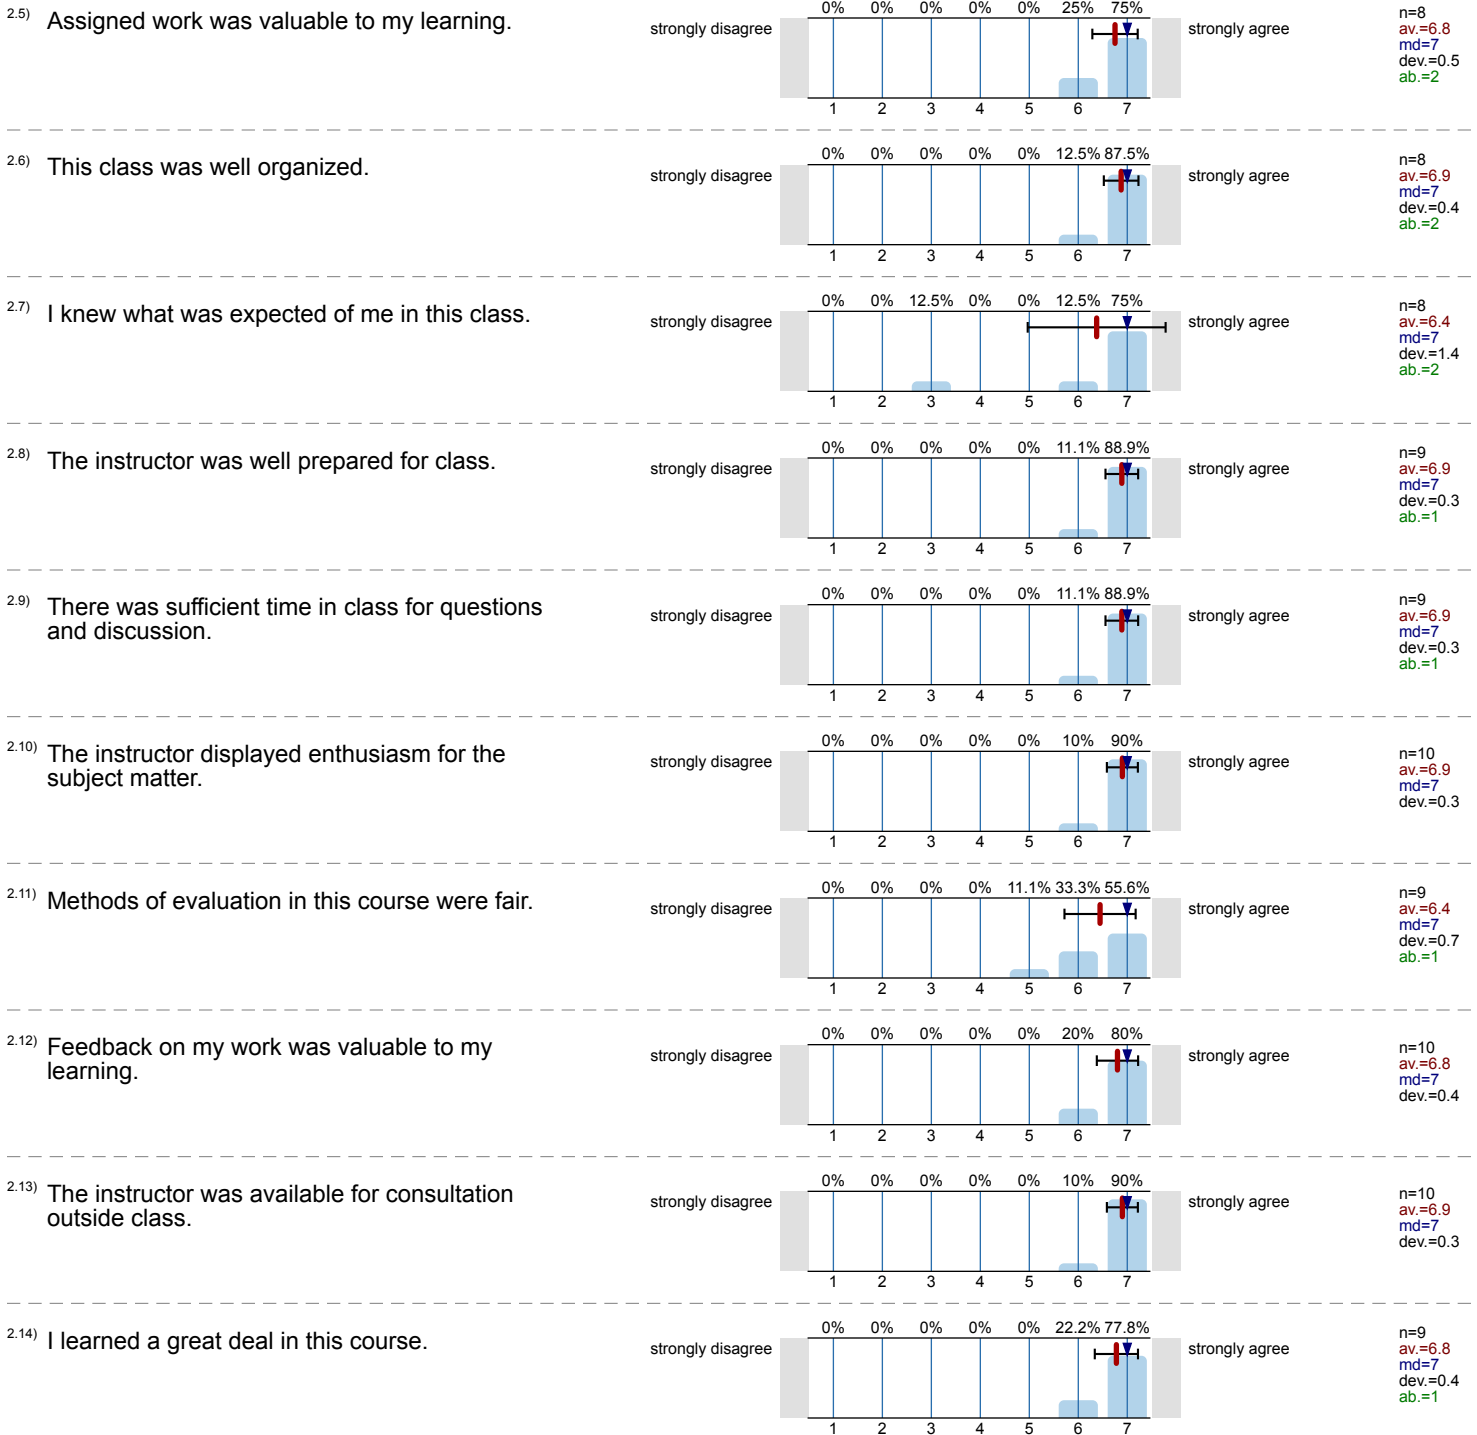 2.5) Assigned work was valuable to my learning.
0% 0% 0% 0% 0% 25% 75%
strongly disagree strongly agree
1 2 3 4 5 6 7
n=8
av.=6.8
md=7
dev.=0.5
ab.=2
2.6) This class was well organized.
0% 0% 0% 0% 0% 12.5% 87.5%
strongly disagree strongly agree
1 2 3 4 5 6 7
n=8
av.=6.9
md=7
dev.=0.4
ab.=2
2.7) I knew what was expected of me in this class.
0% 0% 12.5% 0% 0% 12.5% 75%
strongly disagree strongly agree
1 2 3 4 5 6 7
n=8
av.=6.4
md=7
dev.=1.4
ab.=2
2.8) The instructor was well prepared for class.
0% 0% 0% 0% 0% 11.1% 88.9%
strongly disagree strongly agree
1 2 3 4 5 6 7
n=9
av.=6.9
md=7
dev.=0.3
ab.=1
2.9) There was sufficient time in class for questions
and discussion.
0% 0% 0% 0% 0% 11.1% 88.9%
strongly disagree strongly agree
1 2 3 4 5 6 7
n=9
av.=6.9
md=7
dev.=0.3
ab.=1
2.10) The instructor displayed enthusiasm for the
subject matter.
0% 0% 0% 0% 0% 10% 90%
strongly disagree strongly agree
1 2 3 4 5 6 7
n=10
av.=6.9
md=7
dev.=0.3
2.11) Methods of evaluation in this course were fair.
0% 0% 0% 0% 11.1% 33.3% 55.6%
strongly disagree strongly agree
1 2 3 4 5 6 7
n=9
av.=6.4
md=7
dev.=0.7
ab.=1
2.12) Feedback on my work was valuable to my
learning.
0% 0% 0% 0% 0% 20% 80%
strongly disagree strongly agree
1 2 3 4 5 6 7
n=10
av.=6.8
md=7
dev.=0.4
2.13) The instructor was available for consultation
outside class.
0% 0% 0% 0% 0% 10% 90%
strongly disagree strongly agree
1 2 3 4 5 6 7
n=10
av.=6.9
md=7
dev.=0.3
2.14) I learned a great deal in this course.
0% 0% 0% 0% 0% 22.2% 77.8%
strongly disagree strongly agree
1 2 3 4 5 6 7
n=9
av.=6.8
md=7
dev.=0.4
ab.=1